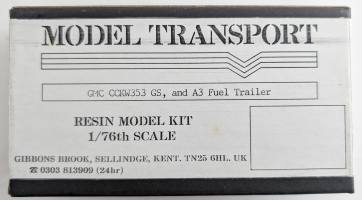 MODEL TRANSPORT
GMC CCKW353 GS, and A3 Fuel Trailer
RESIN MODEL KIT
1/76th SCALE
GIBBONS BROOK, SELLINDGE, KENT. TN25 6HL. UK
☎ 0303 813909 (24hr)